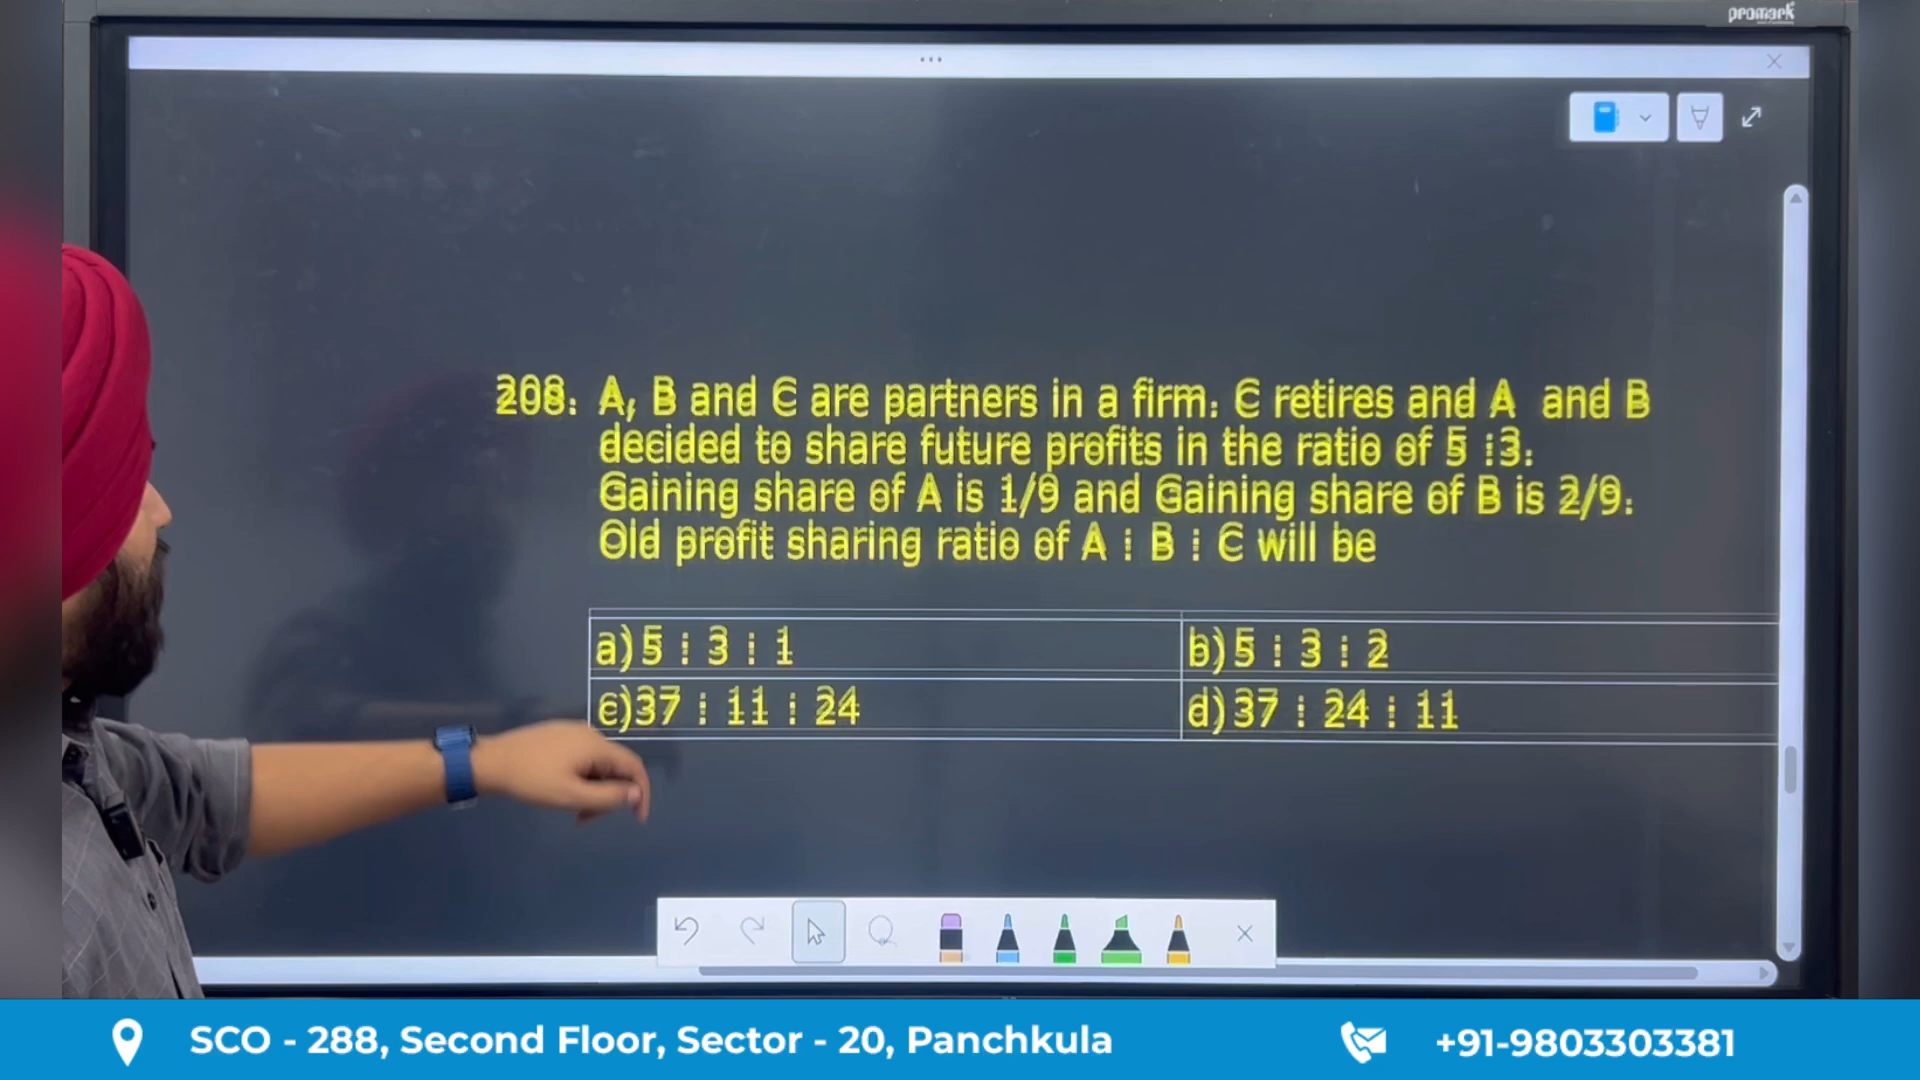 promark
208. A, B and C are partners in a firm. C retires and A and B
decided to share future profits in the ratio of 5 :3.
Gaining share of A is 1/9 and Gaining share of B is 2/9.
Old profit sharing ratio of A : B : C will be
a) 5 : 3 : 1
b) 5 : 3 : 2
c) 37 : 11 : 24
d) 37 : 24 : 11
SCO - 288, Second Floor, Sector - 20, Panchkula
+91-9803303381